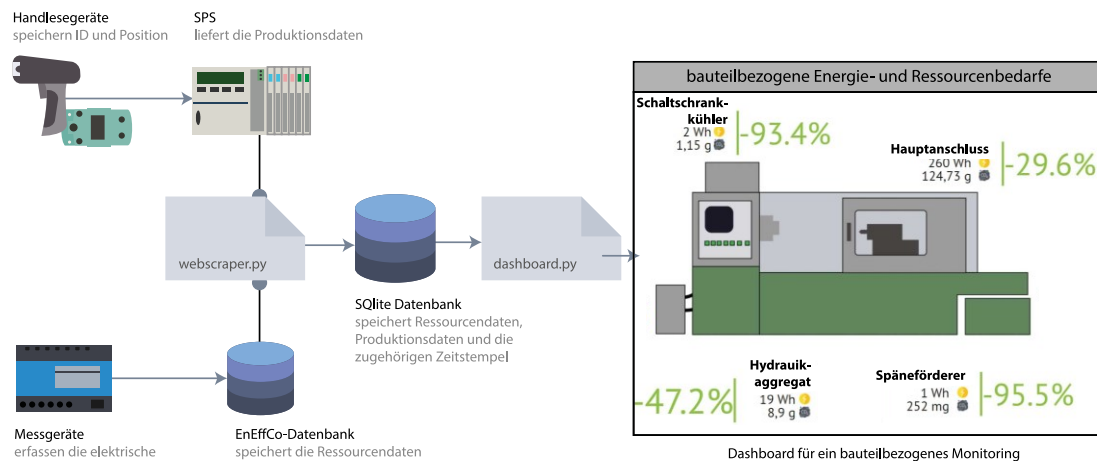 Handlesegeräte
speichern ID und Position
SPS
liefert die Produktionsdaten
webscraper.py
SQlite Datenbank
speichert Ressourcendaten,
Produktionsdaten und die
zugehörigen Zeitstempel
dashboard.py
Messgeräte
erfassen die elektrische
EnEffCo-Datenbank
speichert die Ressourcendaten
bauteilbezogene Energie- und Ressourcenbedarfe
Schaltschrank-
kühler
2 Wh
1,15 g
-93.4%
Hauptanschluss
260 Wh
124,73 g
-29.6%
-47.2%
Hydrauik-
aggregat
19 Wh
8,9 g
Späneförderer
1 Wh
252 mg
-95.5%
Dashboard für ein bauteilbezogenes Monitoring